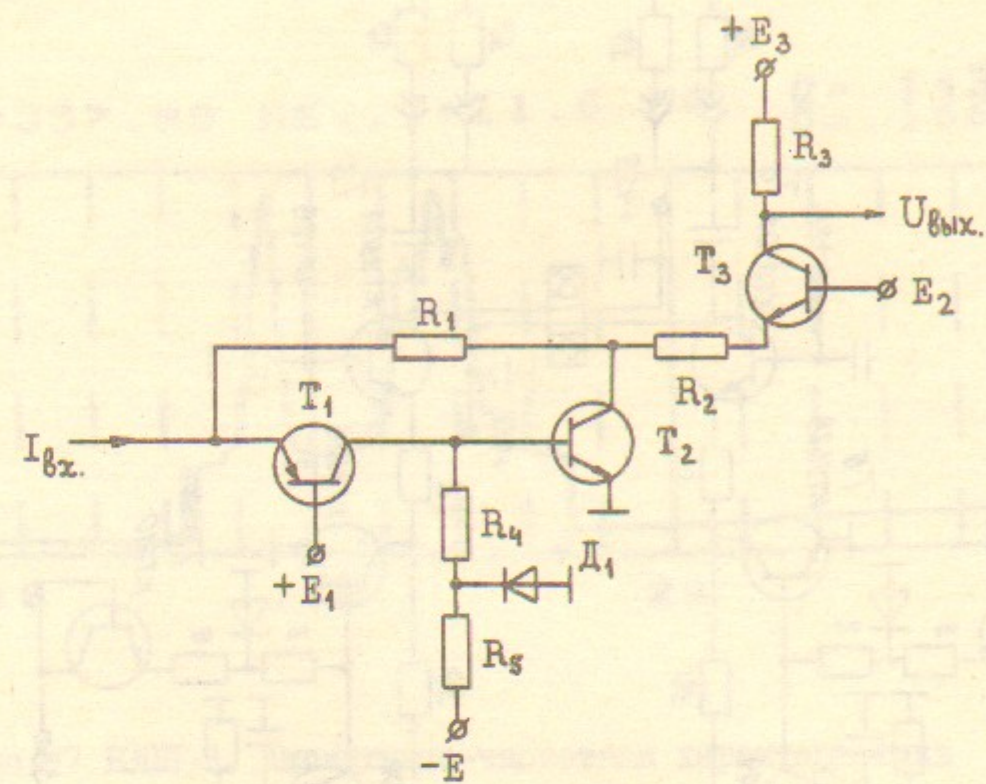 +E₃
R₃
Uвых.
T₃
E₂
R₁
R₂
T₁
T₂
Iвх.
R₄
Д₁
+E₁
R₅
-E